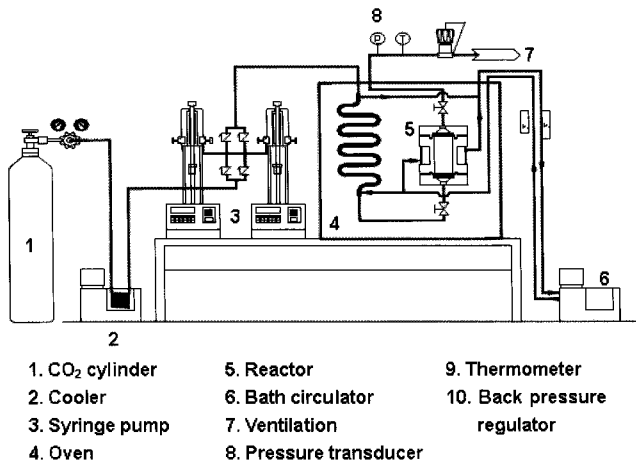 8
P
T
7
5
1
3
4
6
2
1. CO₂ cylinder
2. Cooler
3. Syringe pump
4. Oven
5. Reactor
6. Bath circulator
7. Ventilation
8. Pressure transducer
9. Thermometer
10. Back pressure
regulator